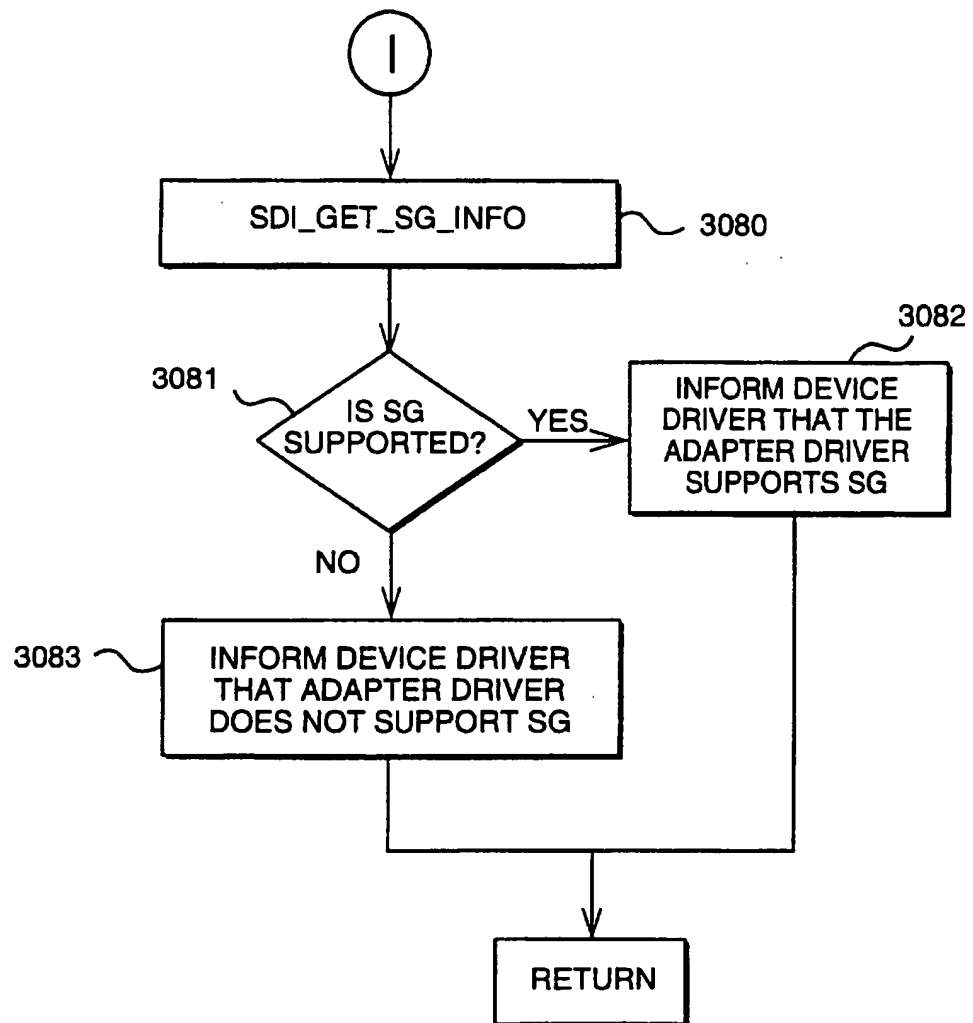 I
SDI_GET_SG_INFO
3080
3082
3081
IS SG
SUPPORTED?
YES
INFORM DEVICE
DRIVER THAT THE
ADAPTER DRIVER
SUPPORTS SG
NO
3083
INFORM DEVICE DRIVER
THAT ADAPTER DRIVER
DOES NOT SUPPORT SG
RETURN